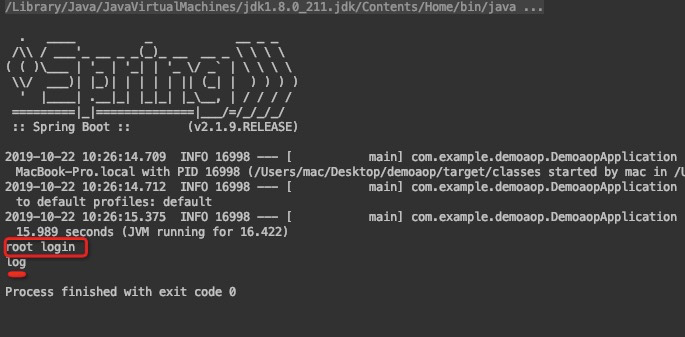 /Library/Java/JavaVirtualMachines/jdk1.8.0_211.jdk/Contents/Home/bin/java ...
  .   ____          _            __ _ _
 /\\ / ___'_ __ _ _(_)_ __  __ _ \ \ \ \
( ( )\___ | '_ | '_| | '_ \/ _` | \ \ \ \
 \\/  ___)| |_)| | | | | || (_| |  ) ) ) )
  '  |____| .__|_| |_|_| |_\__, | / / / /
 =========|_|==============|___/=/_/_/_/
 :: Spring Boot ::        (v2.1.9.RELEASE)
2019-10-22 10:26:14.709  INFO 16998 --- [           main] com.example.demoaop.DemoaopApplication
MacBook-Pro.local with PID 16998 (/Users/mac/Desktop/demoaop/target/classes started by mac in /U
2019-10-22 10:26:14.712  INFO 16998 --- [           main] com.example.demoaop.DemoaopApplication
to default profiles: default
2019-10-22 10:26:15.375  INFO 16998 --- [           main] com.example.demoaop.DemoaopApplication
15.989 seconds (JVM running for 16.422)
root login
log
Process finished with exit code 0